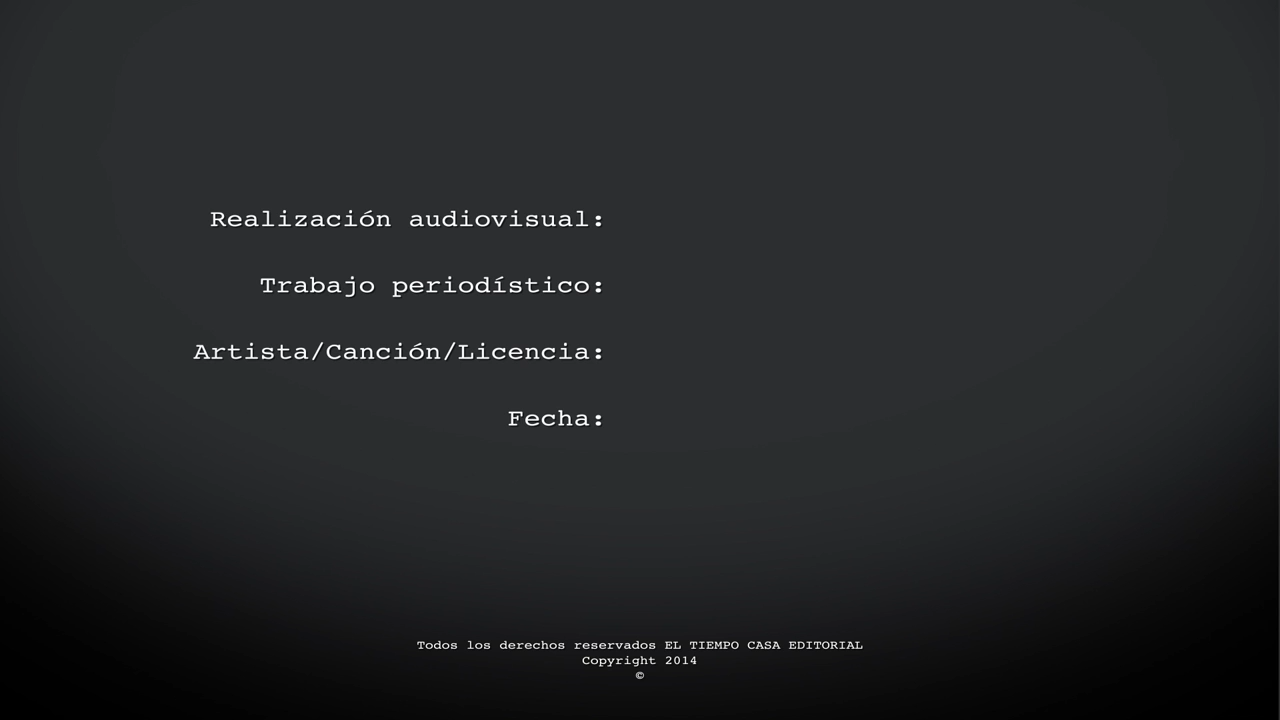 Realización audiovisual:
Trabajo periodístico:
Artista/Canción/Licencia:
Fecha:
Todos los derechos reservados EL TIEMPO CASA EDITORIAL
Copyright 2014
©